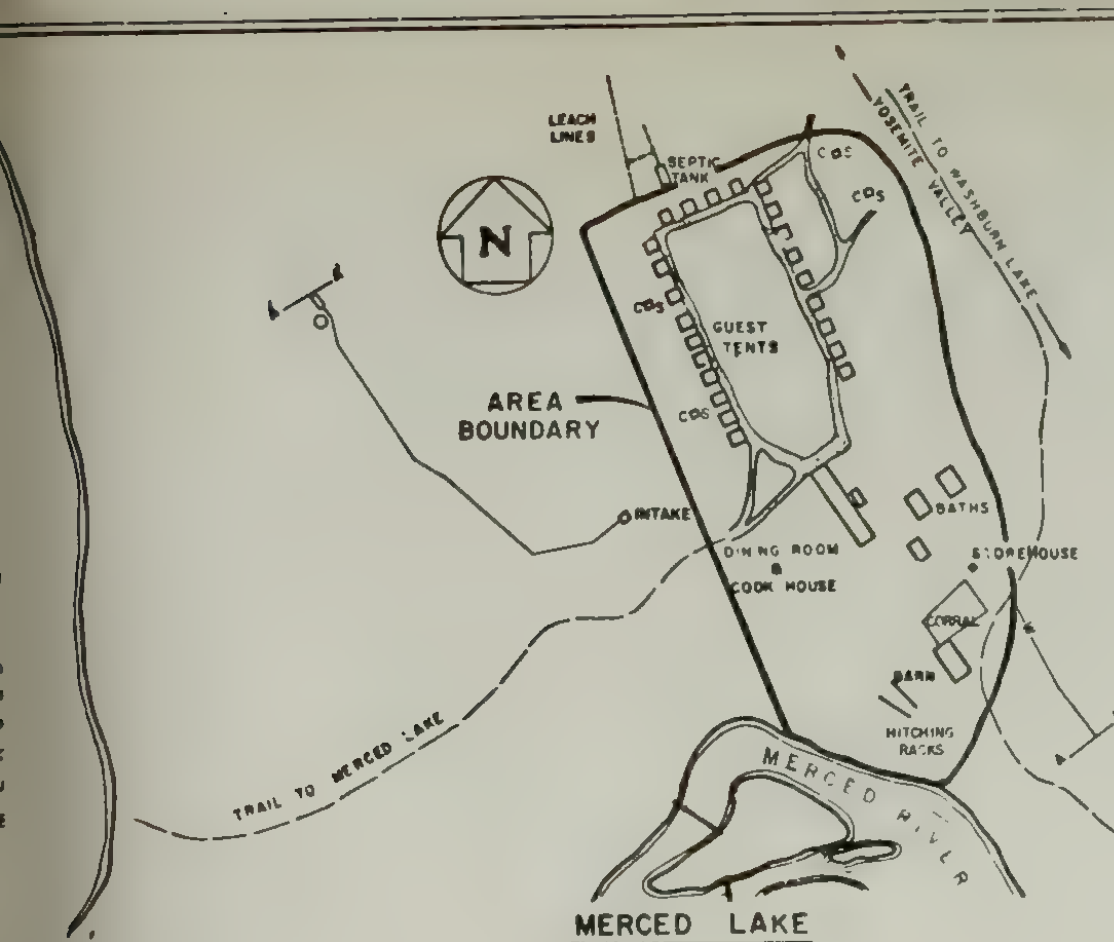 LEACH
LINES
SEPTIC
TANK
C❑S
C❑S
TRAIL TO WASHBURN LAKE
YOSEMITE VALLEY
N
C❑S
GUEST
TENTS
AREA
BOUNDARY
C❑S
INTAKE
BATHS
DINING ROOM
&
COOK HOUSE
STOREHOUSE
CORRAL
W
BARN
HITCHING
RACKS
TRAIL TO MERCED LAKE
MERCED RIVER
A
MERCED LAKE